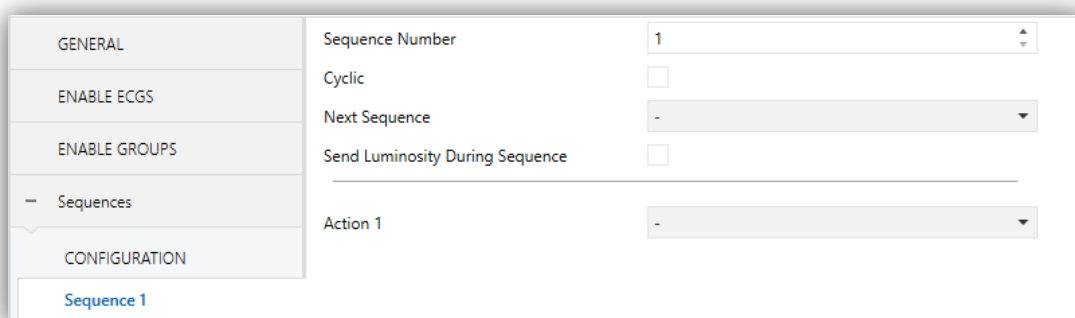 GENERAL
ENABLE ECGS
ENABLE GROUPS
− Sequences
CONFIGURATION
Sequence 1
Sequence Number 1
Cyclic
Next Sequence -
Send Luminosity During Sequence
Action 1 -